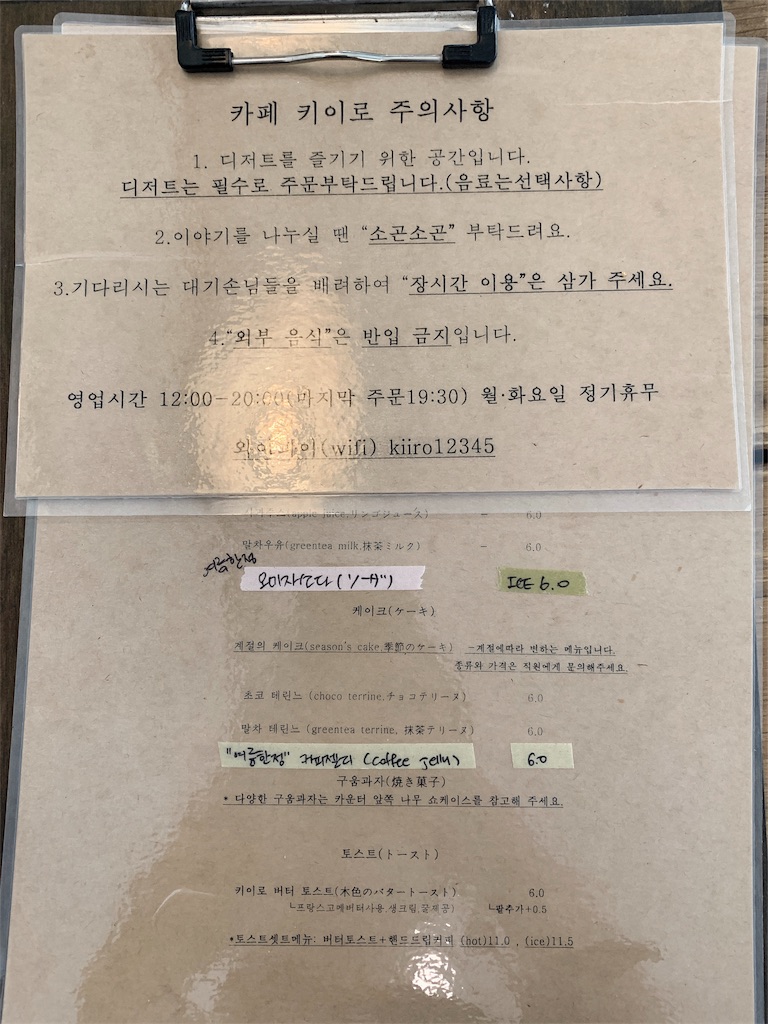 카페 키이로 주의사항
1. 디저트를 즐기기 위한 공간입니다.
디저트는 필수로 주문부탁드립니다.(음료는선택사항)
2.이야기를 나누실 땐 “소곤소곤” 부탁드려요.
3.기다리시는 대기손님들을 배려하여 “장시간 이용”은 삼가 주세요.
4.“외부 음식”은 반입 금지입니다.
영업시간 12:00-20:00(마지막 주문19:30) 월·화요일 정기휴무
와이파이(wifi) kiiro12345
(apple juice,リンゴジュース) - 6.0
말차우유(greentea milk,抹茶ミルク) - 6.0
여름한정
오미자소다 (ソーダ) ICE 6.0
케이크(ケーキ)
계절의 케이크(season's cake,季節のケーキ) -계절에따라 변하는 메뉴입니다.
종류와 가격은 직원에게 문의해주세요.
초코 테린느 (choco terrine,チョコテリーヌ) 6.0
말차 테린느 (greentea terrine, 抹茶テリーヌ) 6.0
"여름한정" 커피젤리 (coffee Jelly) 6.0
구움과자(焼き菓子)
* 다양한 구움과자는 카운터 앞쪽 나무 쇼케이스를 참고해 주세요.
토스트(トースト)
키이로 버터 토스트(木色のバタートースト) 6.0
└프랑스고메버터사용,생크림,꿀제공) └팥추가+0.5
*토스트셋트메뉴: 버터토스트+핸드드립커피 (hot)11.0 , (ice)11.5